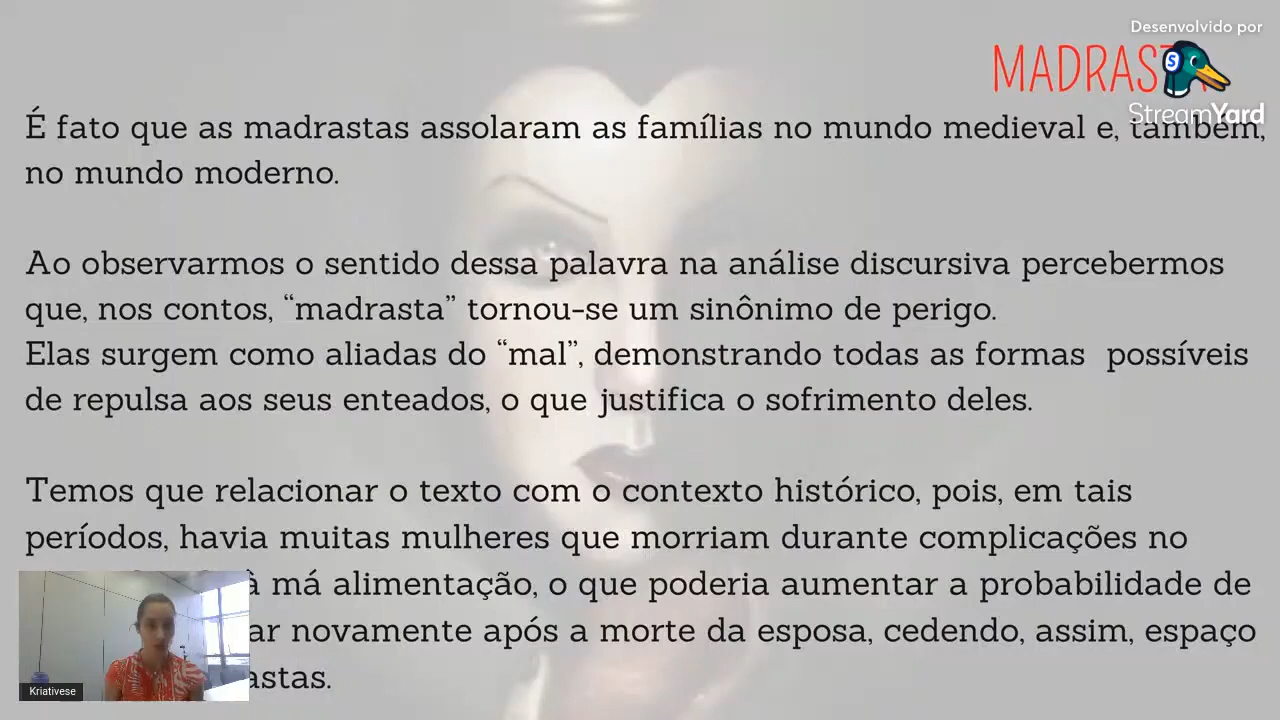 Desenvolvido por
MADRAS
StreamYard
É fato que as madrastas assolaram as famílias no mundo medieval e, também,
no mundo moderno.
Ao observarmos o sentido dessa palavra na análise discursiva percebermos
que, nos contos, “madrasta” tornou-se um sinônimo de perigo.
Elas surgem como aliadas do “mal”, demonstrando todas as formas possíveis
de repulsa aos seus enteados, o que justifica o sofrimento deles.
Temos que relacionar o texto com o contexto histórico, pois, em tais
períodos, havia muitas mulheres que morriam durante complicações no
à má alimentação, o que poderia aumentar a probabilidade de
ar novamente após a morte da esposa, cedendo, assim, espaço
astas.
Kriativese